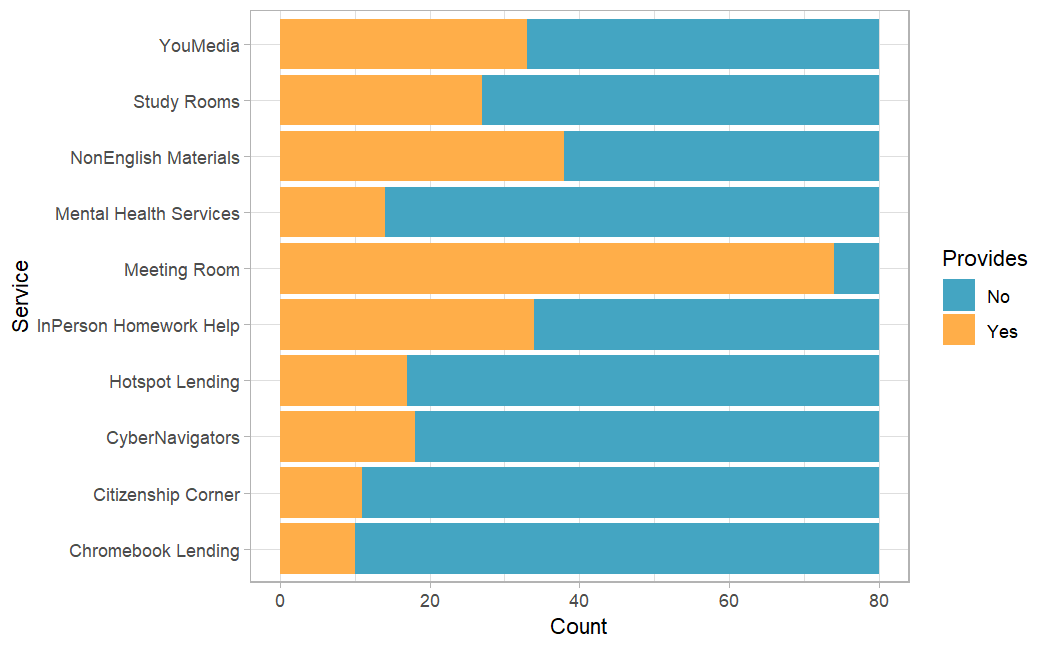 YouMedia
Study Rooms
NonEnglish Materials
Mental Health Services
Meeting Room
InPerson Homework Help
Hotspot Lending
CyberNavigators
Citizenship Corner
Chromebook Lending
Service
0 20 40 60 80
Count
Provides
No
Yes